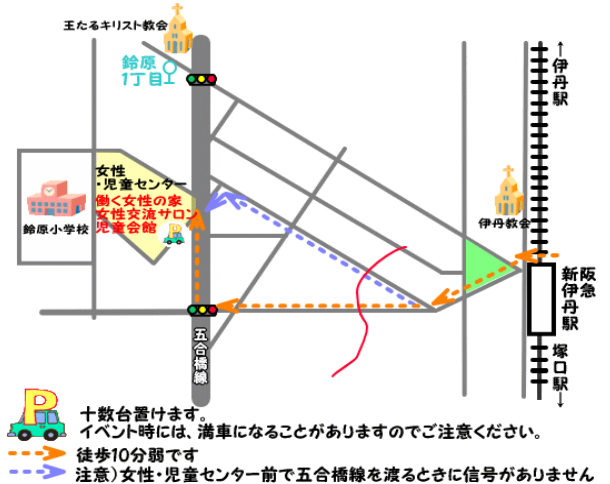 王たるキリスト教会
鈴原
1丁目
←伊丹駅
女性
・児童センター
働く女性の家
女性交流サロン
児童会館
P
鈴原小学校
伊丹教会
阪急
新伊丹駅
五合橋線
塚口駅→
P
十数台置けます。
イベント時には、満車になることがありますのでご注意ください。
徒歩10分弱です
注意）女性・児童センター前で五合橋線を渡るときに信号がありません